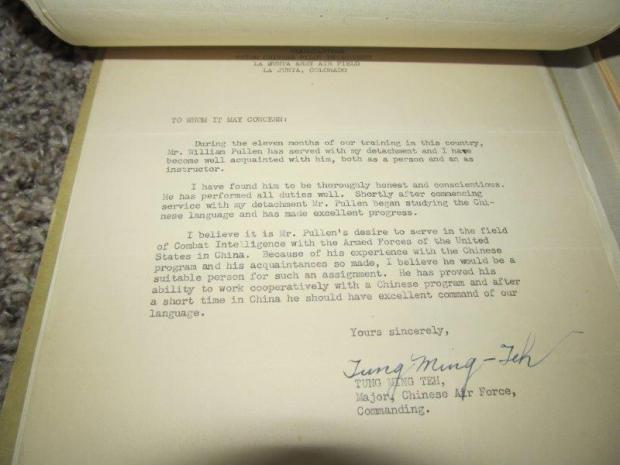 LA JUNTA ARMY AIR FIELD
LA JUNTA, COLORADO
TO WHOM IT MAY CONCERN:
During the eleven months of our training in this country,
Mr. William Pullen has served with my detachment and I have
become well acquainted with him, both as a person and an as
instructor.
I have found him to be thorougly honest and conscientious.
He has performed all duties well. Shortly after commencing
service with my detachment Mr. Pullen began studying the Chi-
nese language and has made excellent progress.
I believe it is Mr. Pullen's desire to serve in the field
of Combat Intelligence with the Armed Forces of the United
States in China. Because of his experience with the Chinese
program and his acquaintances so made, I believe he would be a
suitable person for such an assignment. He has proved his
ability to work cooperatively with a Chinese program and after
a short time in China he should have excellent command of our
language.
Yours sincerely,
Tung Ming-Teh
TUNG MING TEH,
Major, Chinese Air Force,
Commanding.